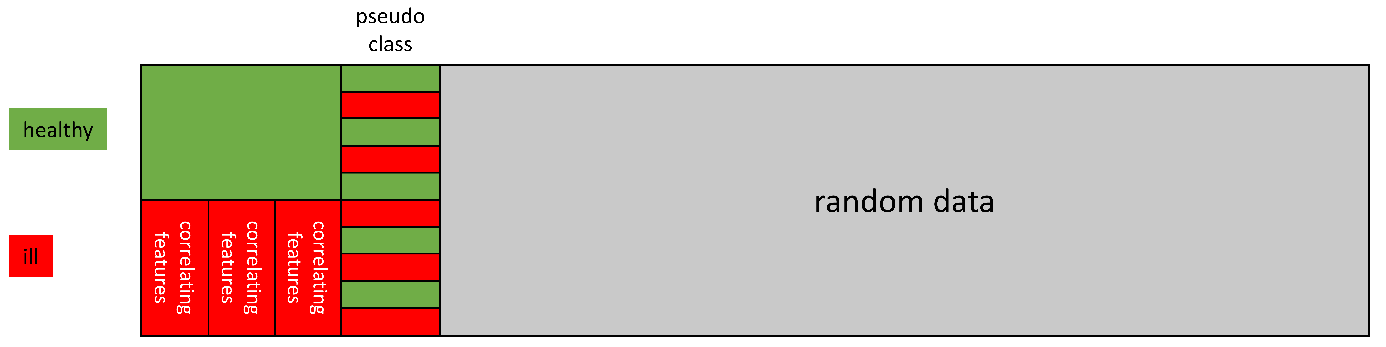 pseudo
class
healthy
random data
ill
correlating
features
correlating
features
correlating
features